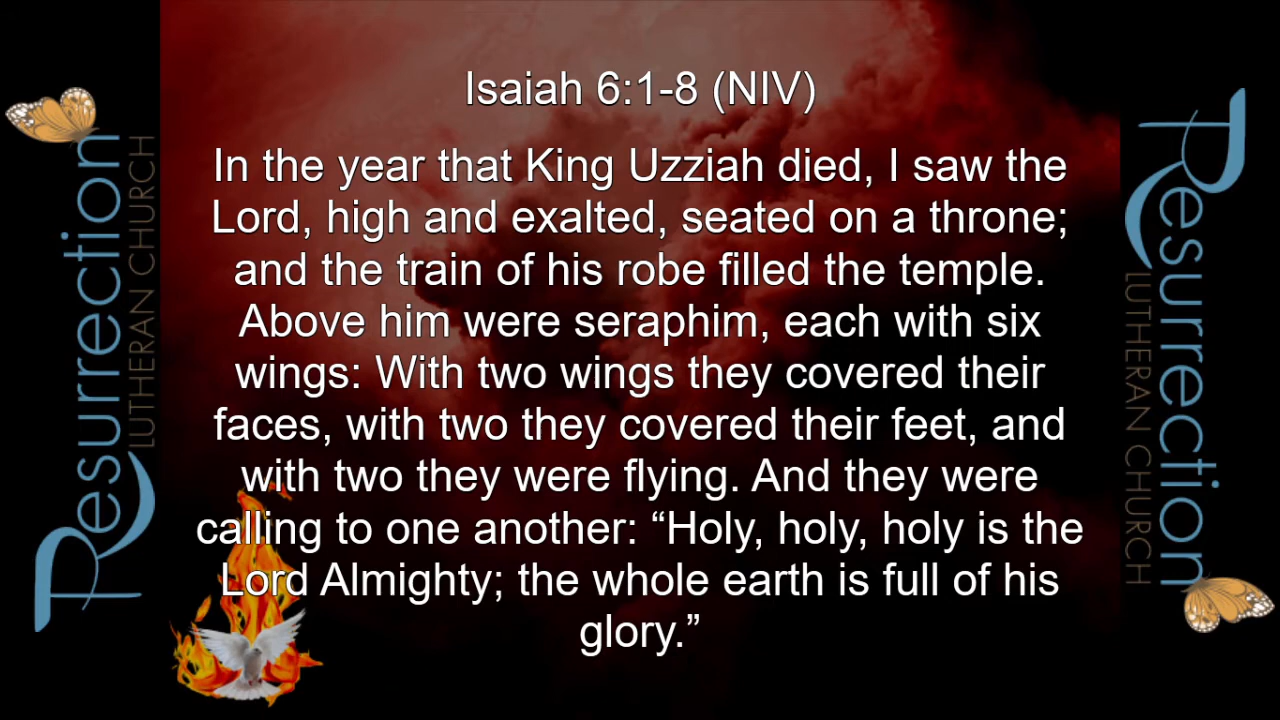 Isaiah 6:1-8 (NIV)
In the year that King Uzziah died, I saw the
Lord, high and exalted, seated on a throne;
and the train of his robe filled the temple.
Above him were seraphim, each with six
wings: With two wings they covered their
faces, with two they covered their feet, and
with two they were flying. And they were
calling to one another: “Holy, holy, holy is the
Lord Almighty; the whole earth is full of his
glory.”
Resurrection
LUTHERAN CHURCH
Resurrection
LUTHERAN CHURCH